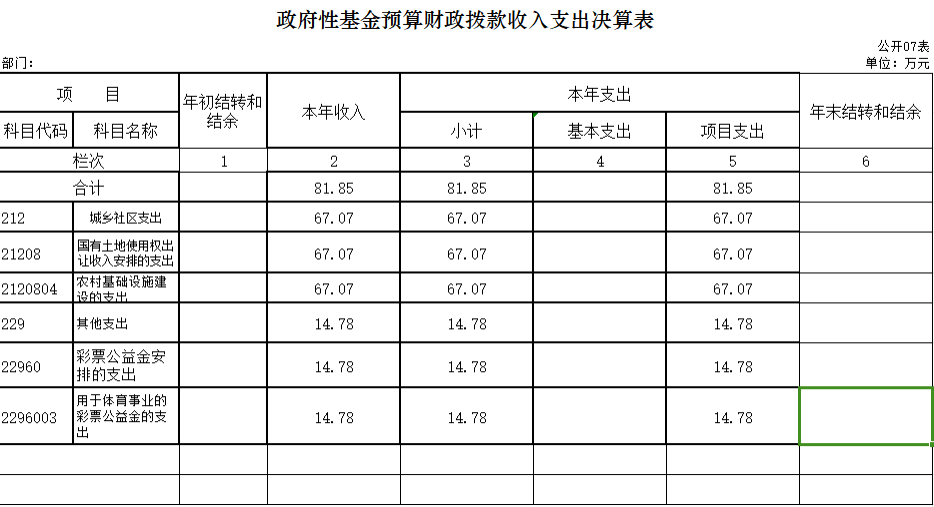 政府性基金预算财政拨款收入支出决算表
公开07表
部门： 单位：万元
项 目 年初结转和结余 本年收入 本年支出 年末结转和结余
科目代码 科目名称 小计 基本支出 项目支出
栏次 1 2 3 4 5 6
合计 81.85 81.85 81.85
212 城乡社区支出 67.07 67.07 67.07
21208 国有土地使用权出让收入安排的支出 67.07 67.07 67.07
2120804 农村基础设施建设的支出 67.07 67.07 67.07
229 其他支出 14.78 14.78 14.78
22960 彩票公益金安排的支出 14.78 14.78 14.78
2296003 用于体育事业的彩票公益金的支出 14.78 14.78 14.78